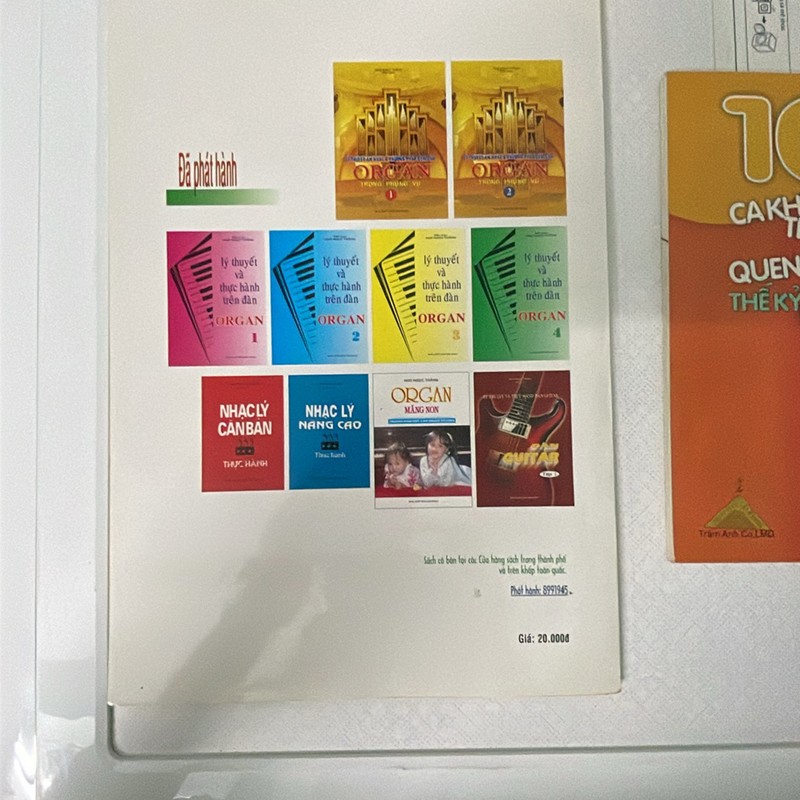 Đã phát hành
ORGAN
TRONG PHỤNG VỤ
1
ORGAN
TRONG PHỤNG VỤ
2
lý thuyết
và
thực hành
trên đàn
ORGAN
1
lý thuyết
và
thực hành
trên đàn
ORGAN
2
lý thuyết
và
thực hành
trên đàn
ORGAN
3
lý thuyết
và
thực hành
trên đàn
ORGAN
4
NHẠC LÝ
CĂN BẢN
THỰC HÀNH
NHẠC LÝ
NÂNG CAO
Thực hành
ORGAN
MĂNG NON
GUITAR
Sách có bán tại các Cửa hàng sách trong thành phố
và trên khắp toàn quốc.
Phát hành: 8991945
Giá: 20.000đ
10
CA KH
QUEN
THẾ KỶ
Trâm Anh Co.LMD